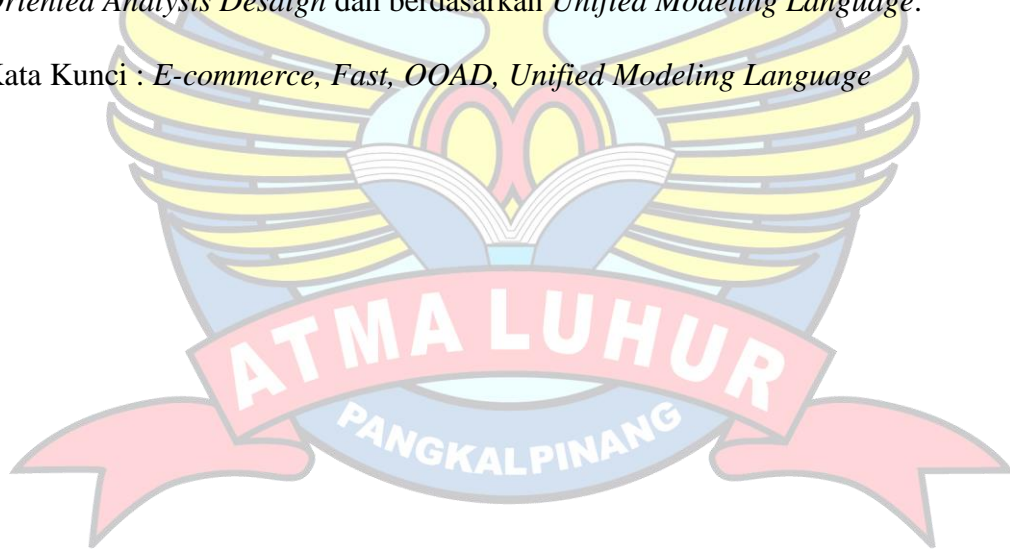 Oriented Analysis Desaign dan berdasarkan Unified Modeling Language.
Kata Kunci : E-commerce, Fast, OOAD, Unified Modeling Language
ATMA LUHUR
PANGKALPINANG